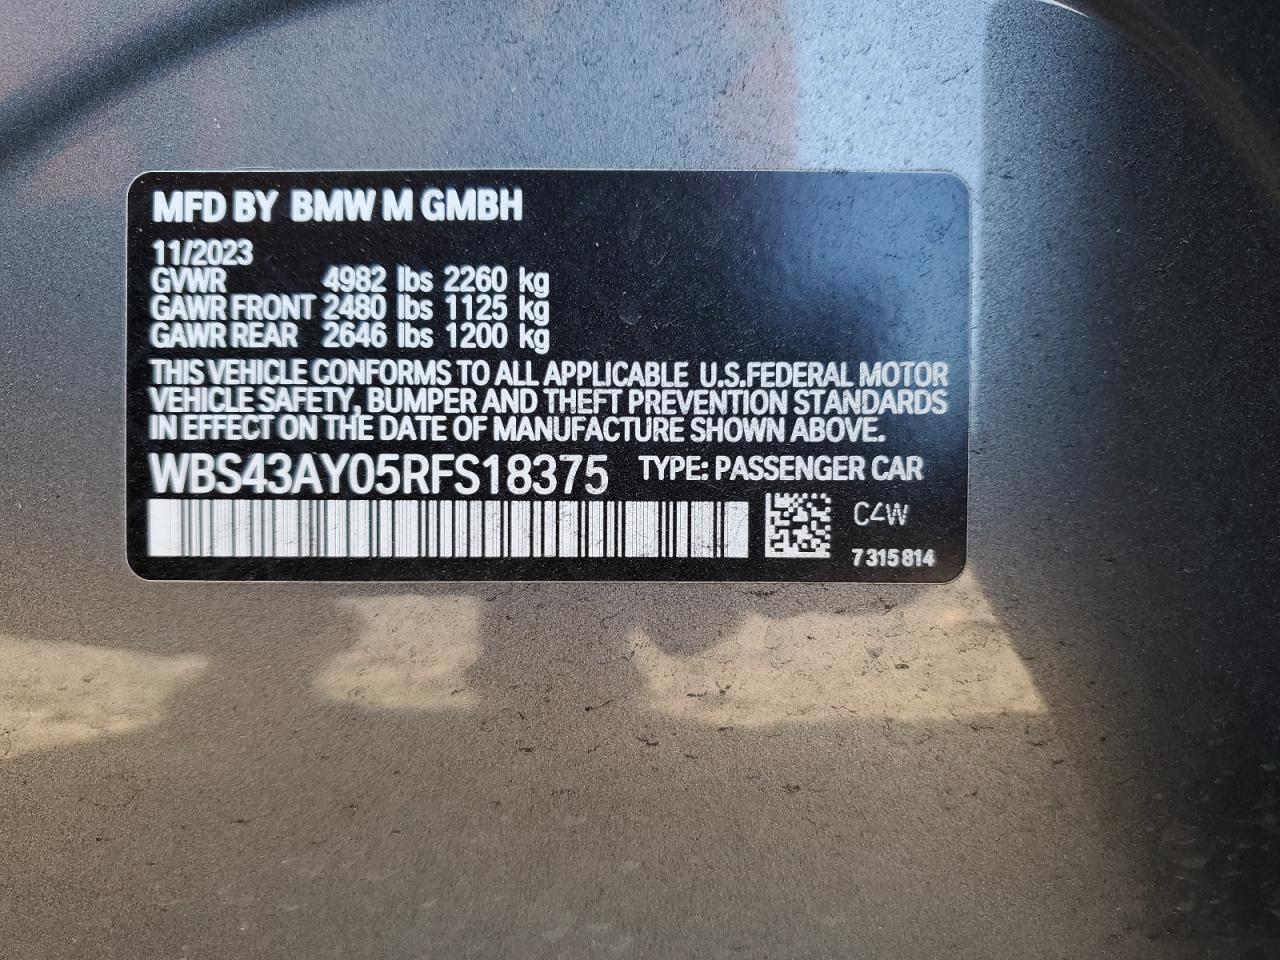 MFD BY BMW M GMBH
11/2023
GVWR 4982 lbs 2260 kg
GAWR FRONT 2480 lbs 1125 kg
GAWR REAR 2646 lbs 1200 kg
THIS VEHICLE CONFORMS TO ALL APPLICABLE U.S.FEDERAL MOTOR
VEHICLE SAFETY, BUMPER AND THEFT PREVENTION STANDARDS
IN EFFECT ON THE DATE OF MANUFACTURE SHOWN ABOVE.
WBS43AY05RFS18375 TYPE: PASSENGER CAR
C4W
7 315 814